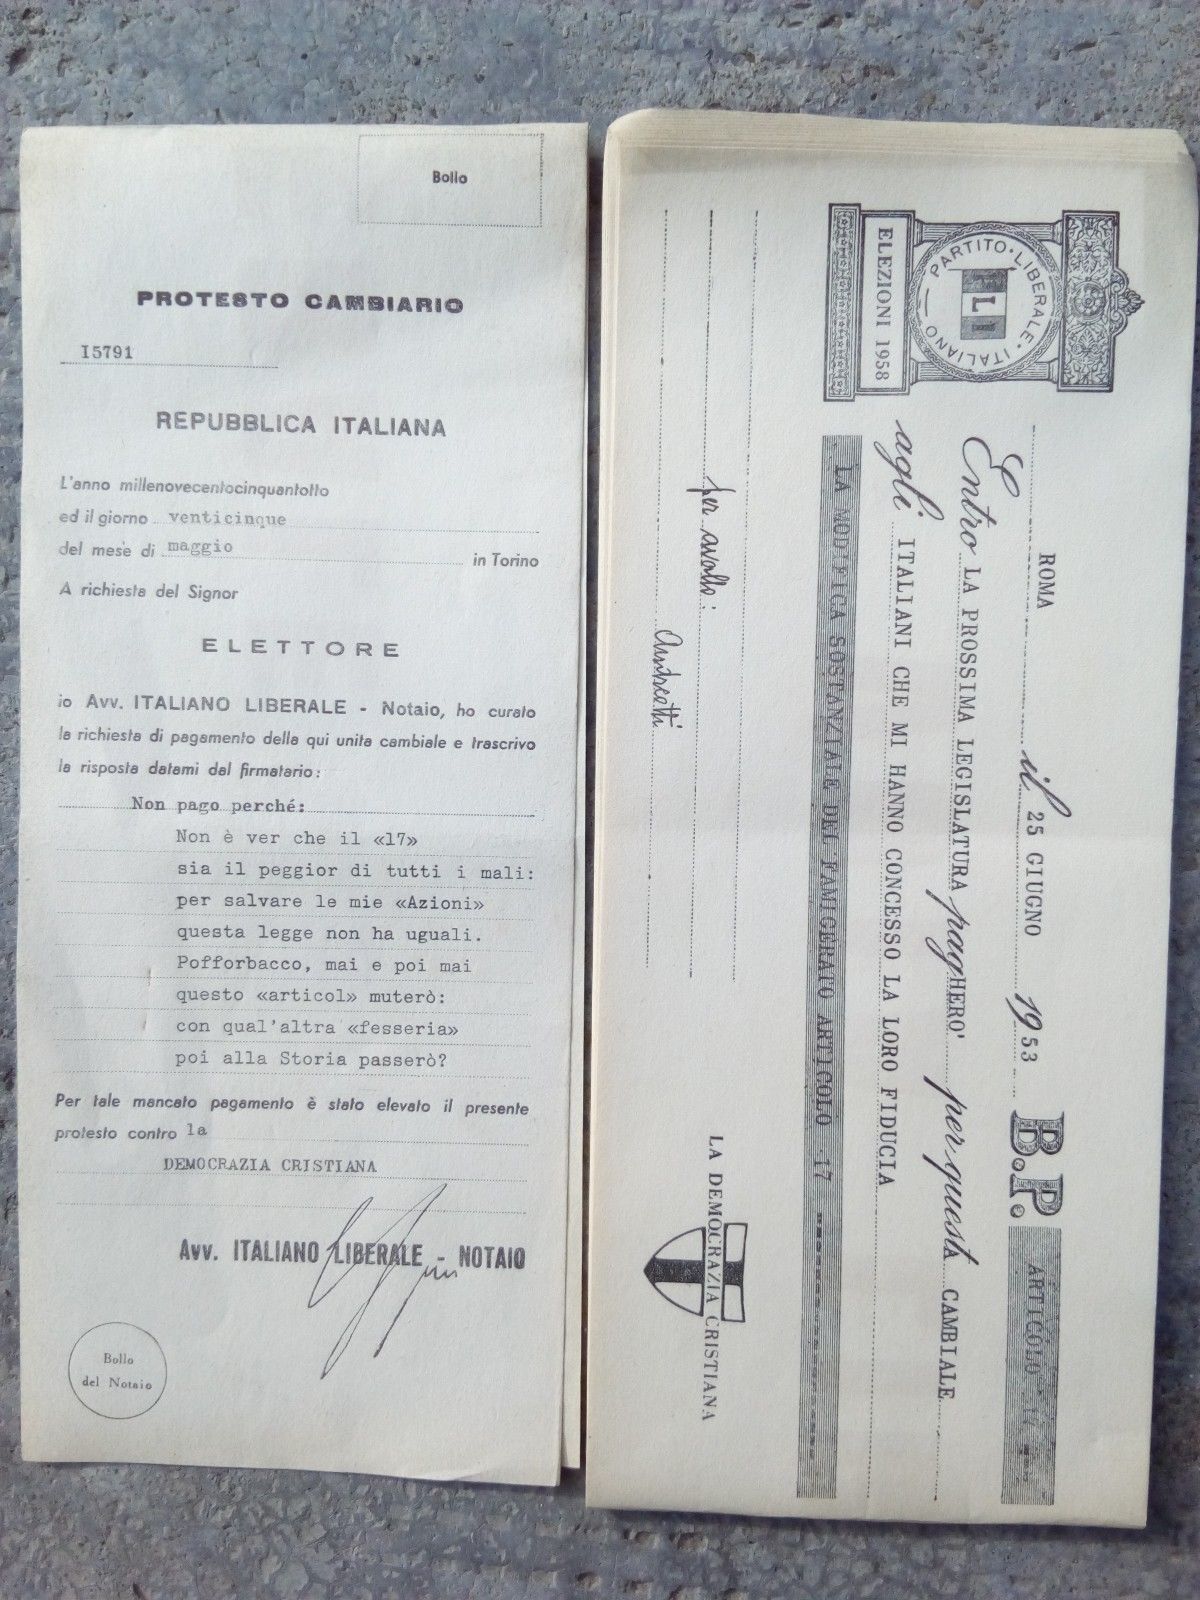 Bollo
PROTESTO CAMBIARIO
I5791
REPUBBLICA ITALIANA
L'anno millenovecentocinquantotto
ed il giorno venticinque
del mese di maggio in Torino
A richiesta del Signor
ELETTORE
io Avv. ITALIANO LIBERALE - Notaio, ho curato
la richiesta di pagamento della qui unita cambiale e trascrivo
la risposta datami dal firmatario:
Non pago perché:
Non è ver che il «17»
sia il peggior di tutti i mali:
per salvare le mie «Azioni»
questa legge non ha uguali.
Pofforbacco, mai e poi mai
questo «articol» muterò:
con qual'altra «fesseria»
poi alla Storia passerò?
Per tale mancato pagamento è stato elevato il presente
protesto contro la
DEMOCRAZIA CRISTIANA
Avv. ITALIANO LIBERALE - NOTAIO
Bollo
del Notaio
PARTITO·LIBERALE·ITALIANO
PLI
ELEZIONI 1958
ROMA il 25 GIUGNO 1953 B.P. ARTICOLO 17
Entro LA PROSSIMA LEGISLATURA pagHERO' per questA CAMBIALE
agli ITALIANI CHE MI HANNO CONCESSO LA LORO FIDUCIA
LA MODIFICA SOSTANZIALE DEL FAMIGERATO ARTICOLO 17
per avallo:
LA DEMOCRAZIA CRISTIANA